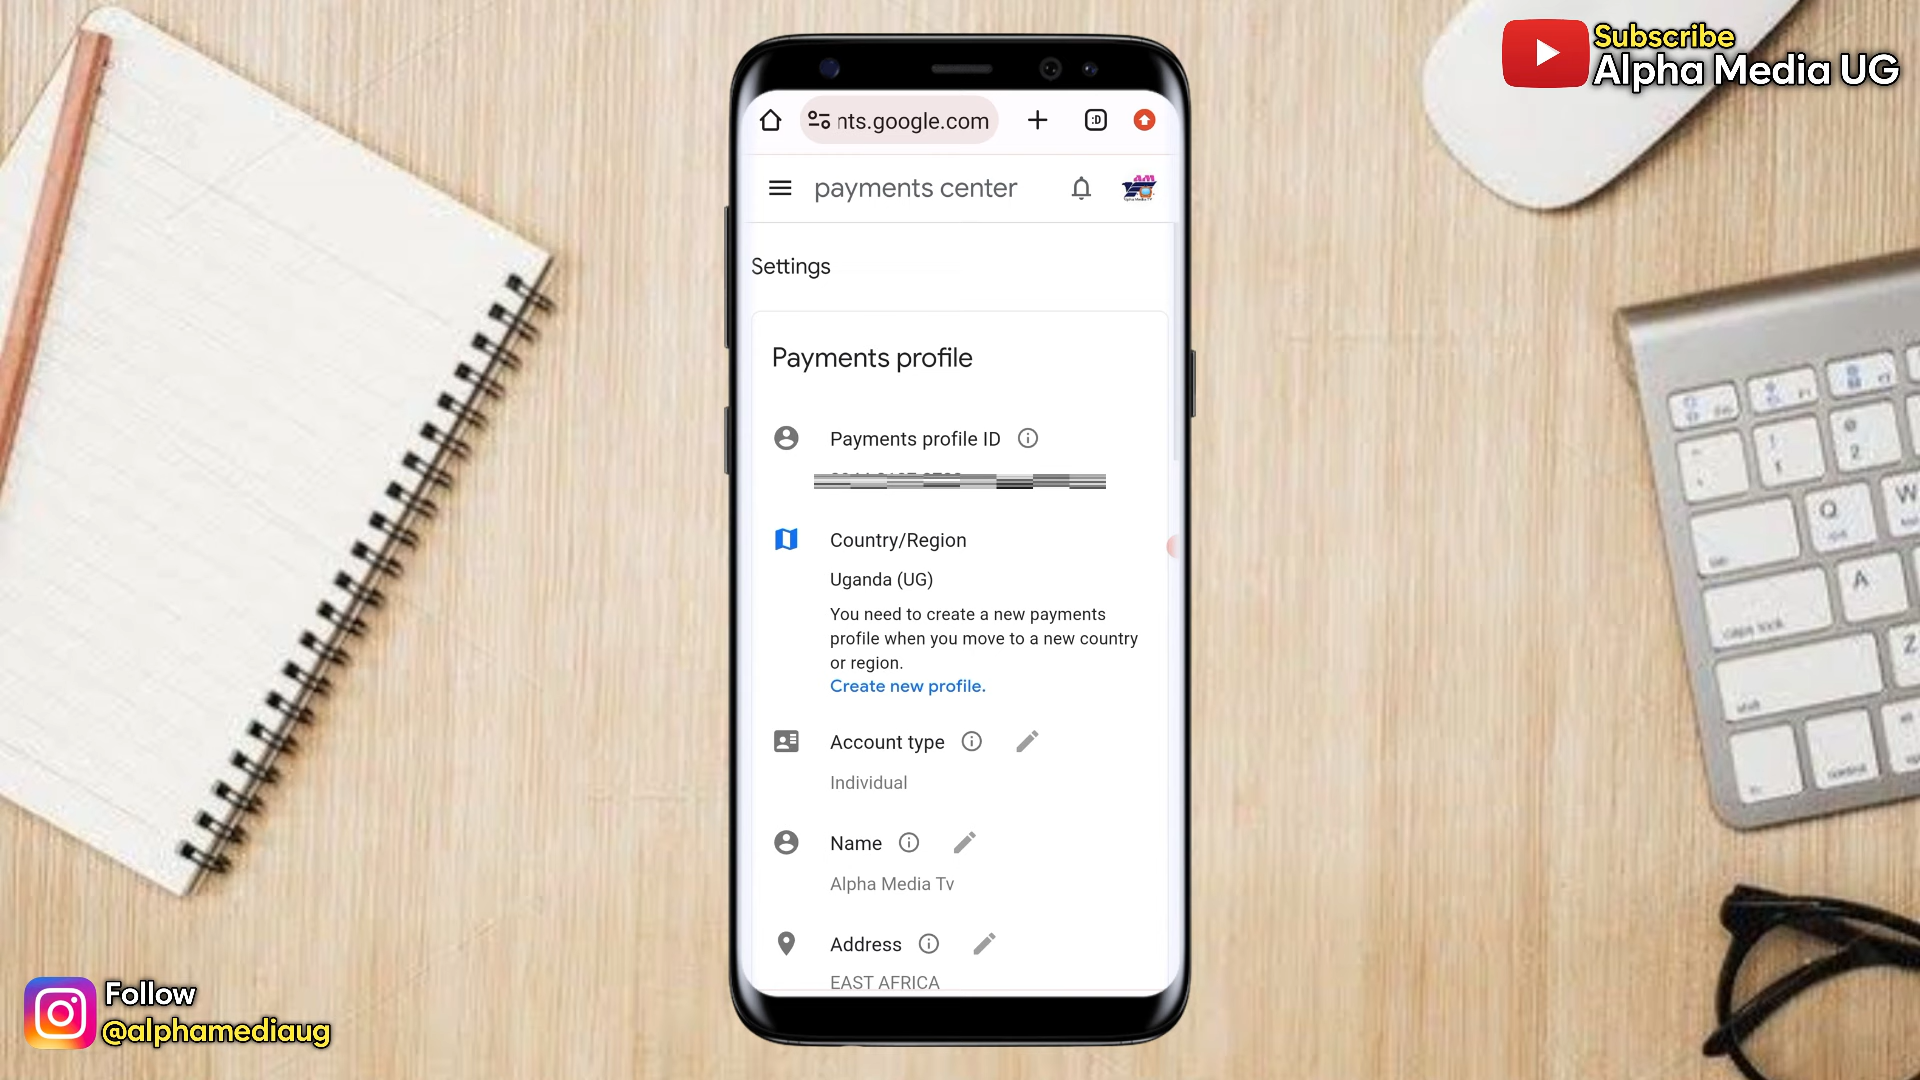 Subscribe
Alpha Media UG
nts.google.com
:D
payments center
Settings
Payments profile
Payments profile ID
Country/Region
Uganda (UG)
You need to create a new payments
profile when you move to a new country
or region.
Create new profile.
Account type
Individual
Name
Alpha Media Tv
Address
EAST AFRICA
Follow
@alphamediaug